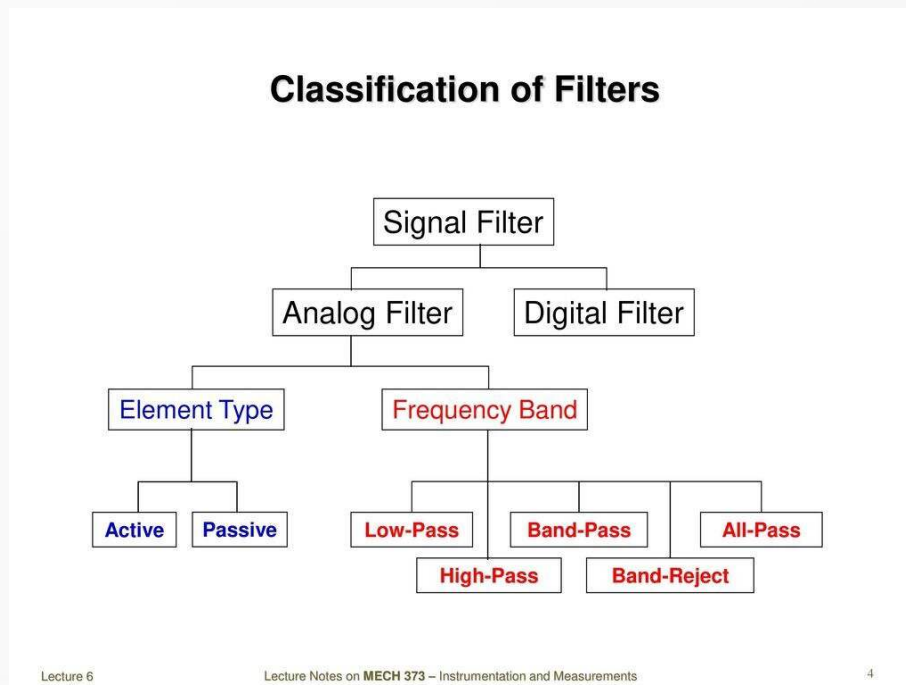 Classification of Filters
Signal Filter
Analog Filter
Digital Filter
Element Type
Frequency Band
Active
Passive
Low-Pass
Band-Pass
All-Pass
High-Pass
Band-Reject
Lecture 6
Lecture Notes on MECH 373 – Instrumentation and Measurements
4